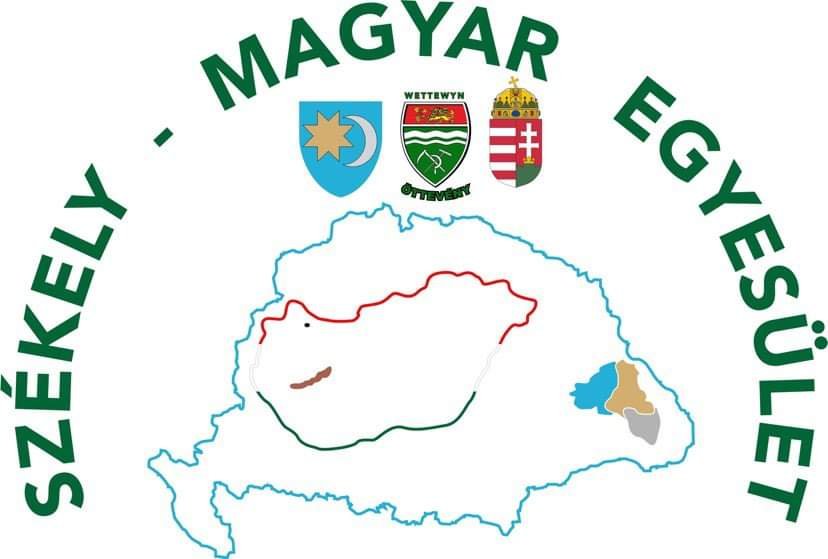 SZÉKELY - MAGYAR EGYESÜLET
WETTEWYN
ÖTTEVÉNY